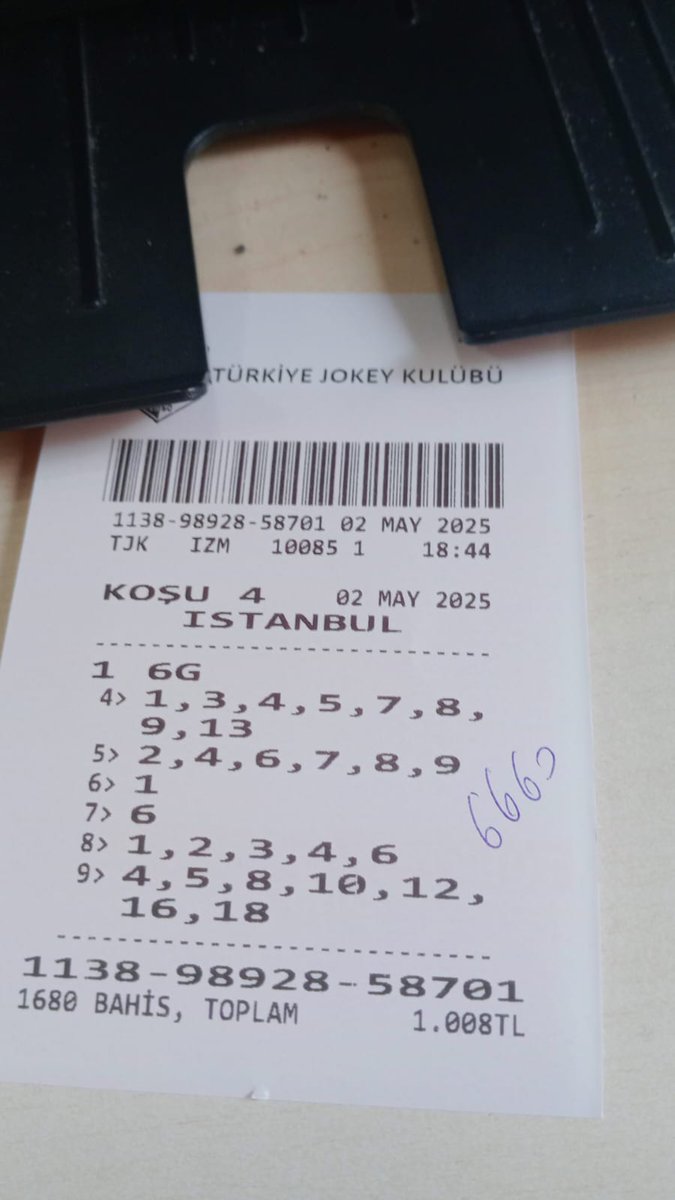 TÜRKİYE JOKEY KULÜBÜ
1138-98928-58701 02 MAY 2025
TJK IZM 10085 1 18:44
KOŞU 4 02 MAY 2025
ISTANBUL
1 6G
4> 1,3,4,5,7,8,
9,13
5> 2,4,6,7,8,9
6> 1
7> 6
8> 1,2,3,4,6
9> 4,5,8,10,12,
16,18
1138-98928-58701
1680 BAHİS, TOPLAM 1.008TL